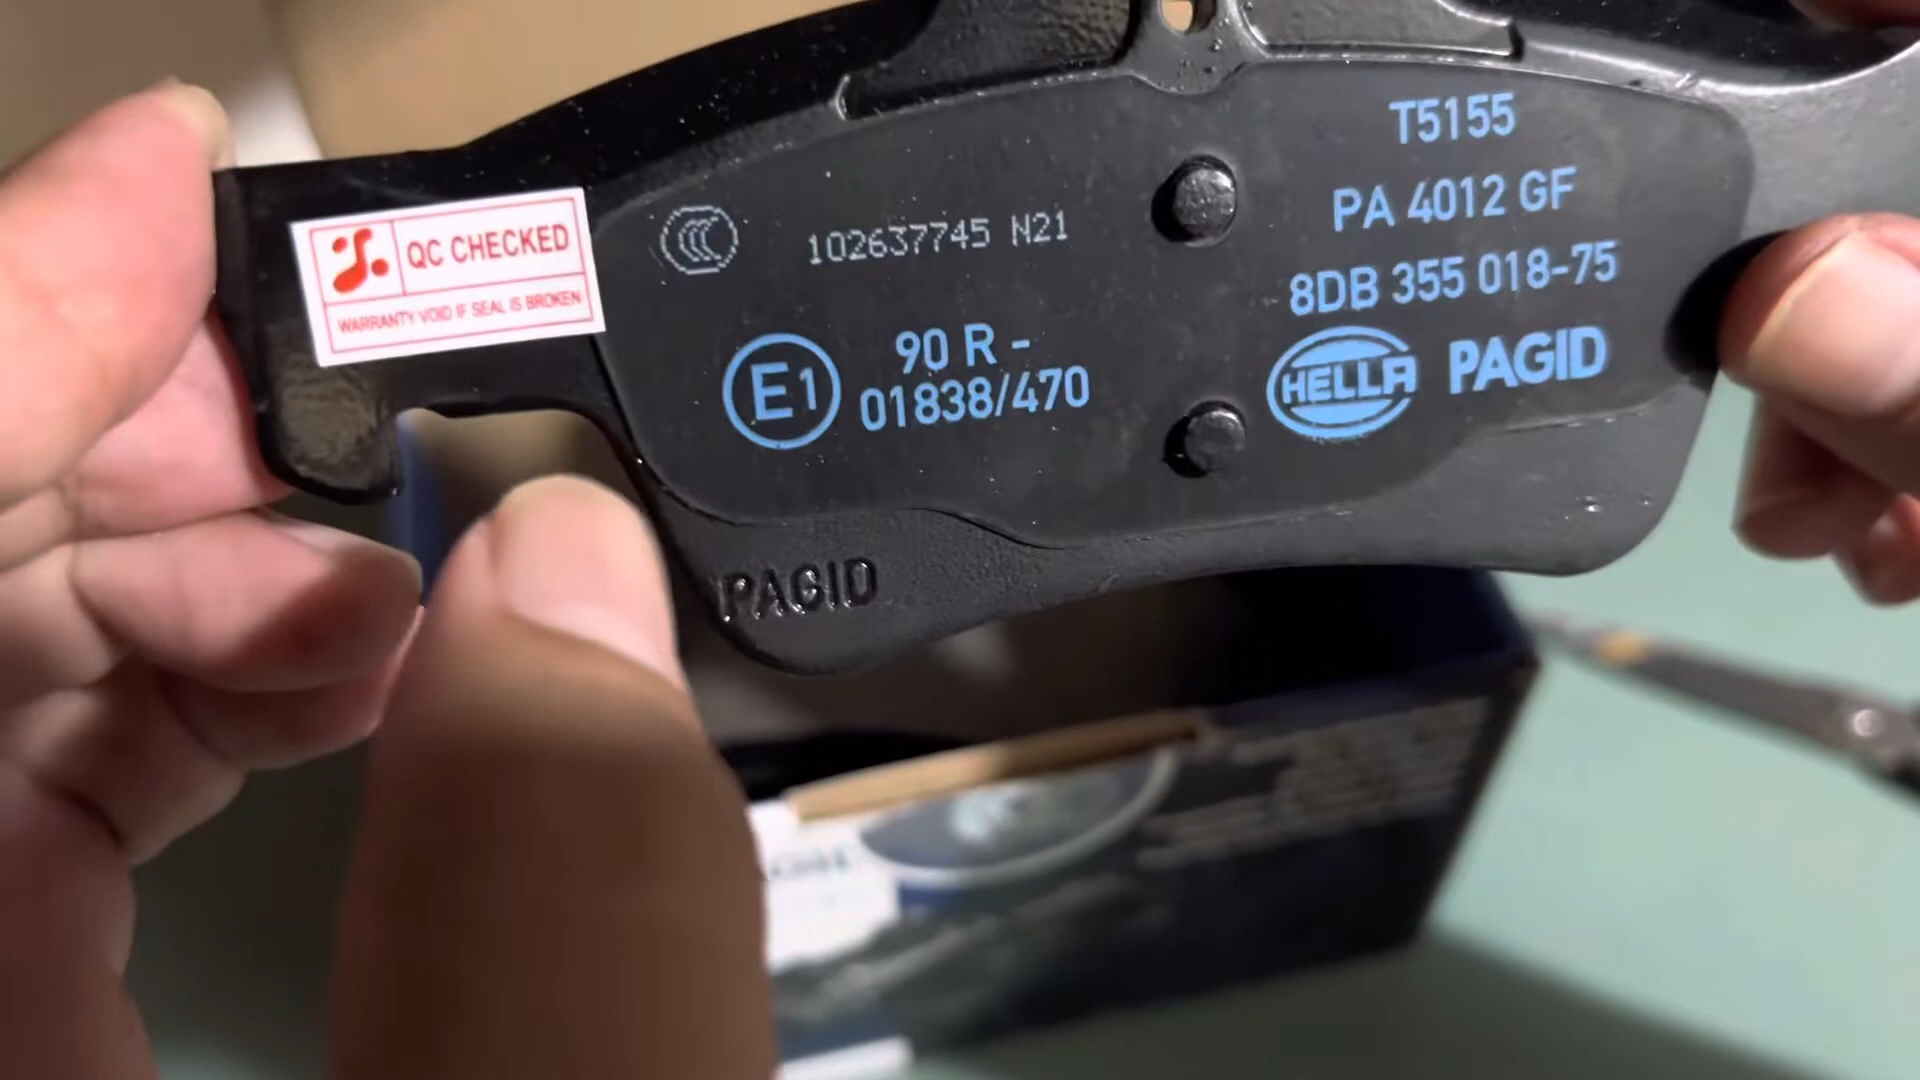 QC CHECKED
WARRANTY VOID IF SEAL IS BROKEN
102637745 N21
E1
90 R -
01838/470
T5155
PA 4012 GF
8DB 355 018-75
HELLA PAGID
PAGID